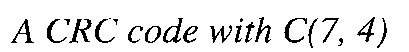 A CRC code with C(7, 4)